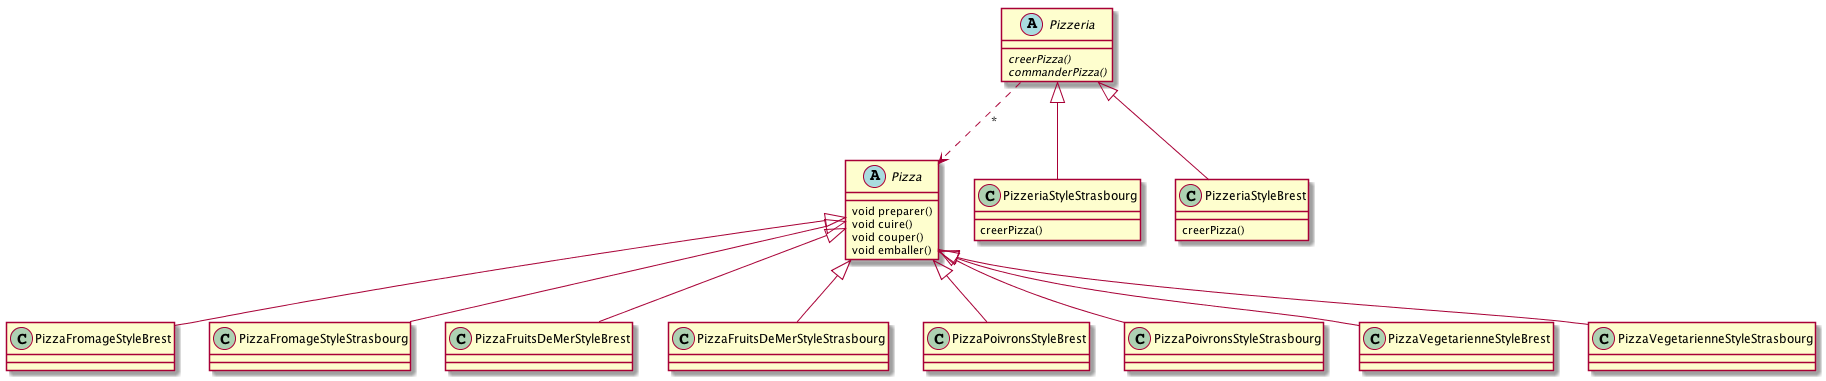 A Pizzeria
creerPizza()
commanderPizza()
*
A Pizza
void preparer()
void cuire()
void couper()
void emballer()
C PizzeriaStyleStrasbourg
creerPizza()
C PizzeriaStyleBrest
creerPizza()
C PizzaFromageStyleBrest
C PizzaFromageStyleStrasbourg
C PizzaFruitsDeMerStyleBrest
C PizzaFruitsDeMerStyleStrasbourg
C PizzaPoivronsStyleBrest
C PizzaPoivronsStyleStrasbourg
C PizzaVegetarienneStyleBrest
C PizzaVegetarienneStyleStrasbourg